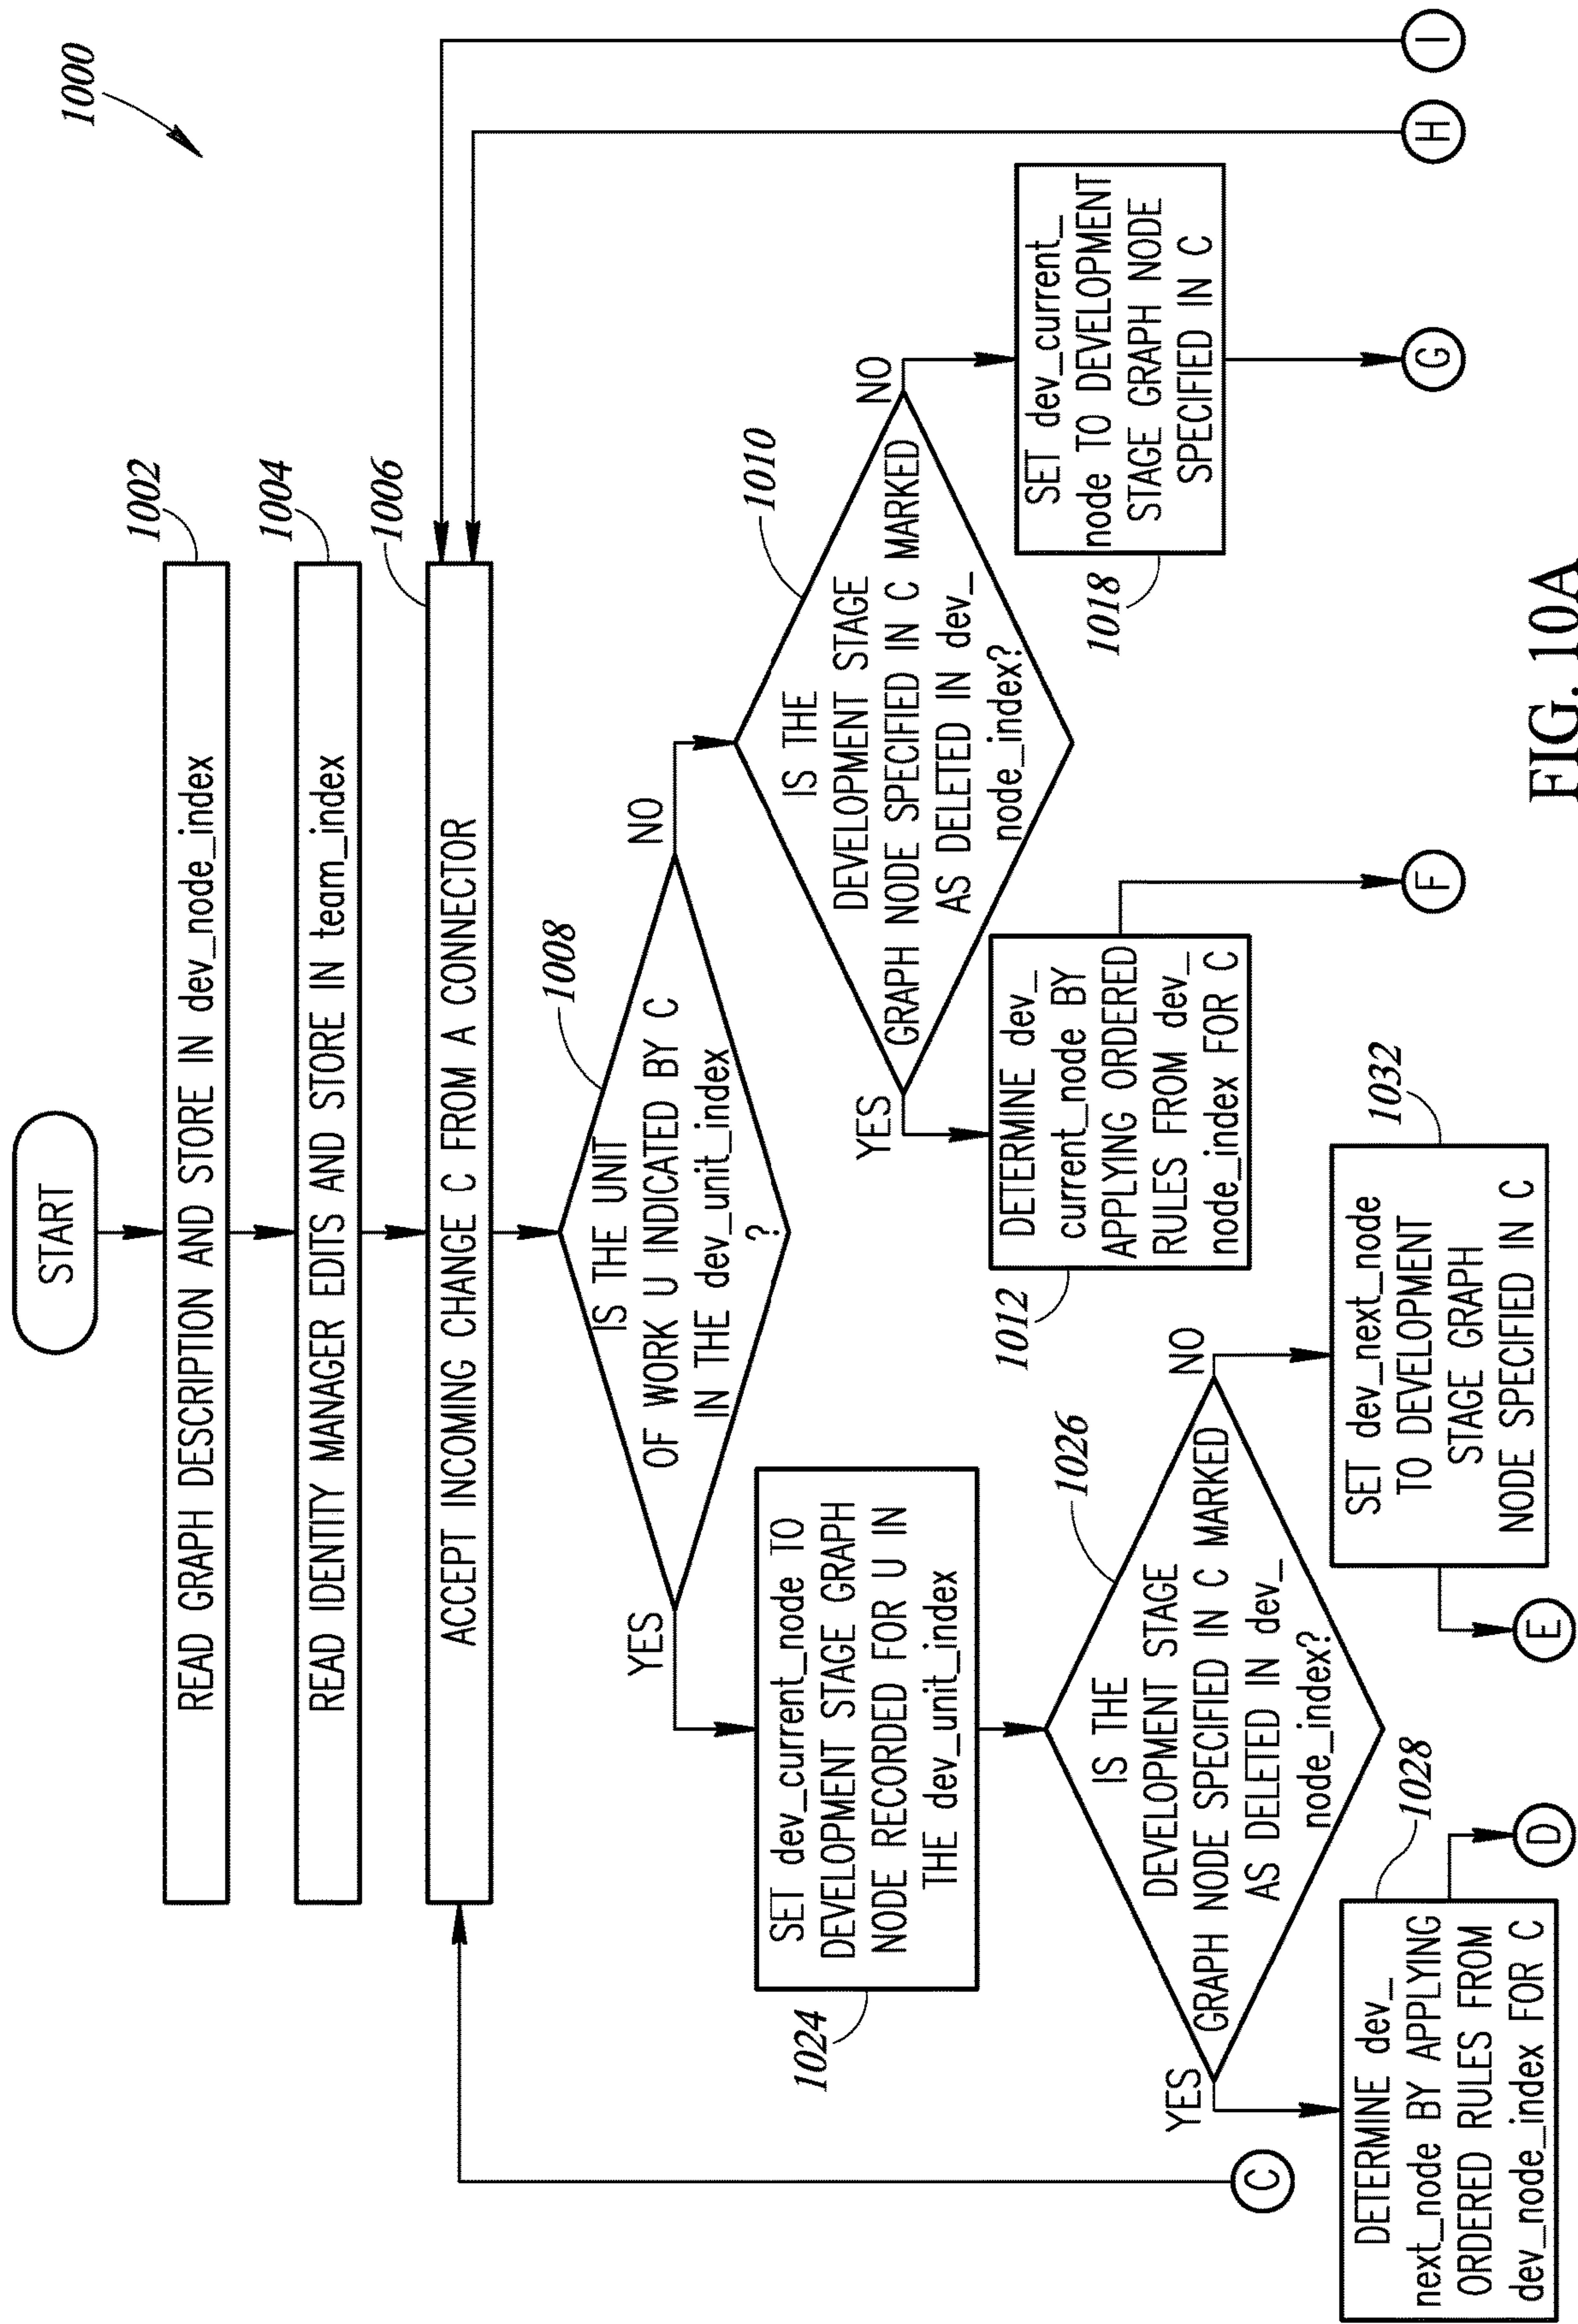 1000
START
1002
READ GRAPH DESCRIPTION AND STORE IN dev_node_index
1004
READ IDENTITY MANAGER EDITS AND STORE IN team_index
1006
ACCEPT INCOMING CHANGE C FROM A CONNECTOR
1008
IS THE UNIT
OF WORK U INDICATED BY C
IN THE dev_unit_index
?
YES
NO
1024
SET dev_current_node TO
DEVELOPMENT STAGE GRAPH
NODE RECORDED FOR U IN
THE dev_unit_index
1010
IS THE
DEVELOPMENT STAGE
GRAPH NODE SPECIFIED IN C MARKED
AS DELETED IN dev_
node_index?
YES
NO
1012
DETERMINE dev_
current_node BY
APPLYING ORDERED
RULES FROM dev_
node_index FOR C
1018
SET dev_current_
node TO DEVELOPMENT
STAGE GRAPH NODE
SPECIFIED IN C
1026
IS THE
DEVELOPMENT STAGE
GRAPH NODE SPECIFIED IN C MARKED
AS DELETED IN dev_
node_index?
YES
NO
1028
DETERMINE dev_
next_node BY APPLYING
ORDERED RULES FROM
dev_node_index FOR C
1032
SET dev_next_node
TO DEVELOPMENT
STAGE GRAPH
NODE SPECIFIED IN C
C
D
E
F
G
H
I
FIG. 10A